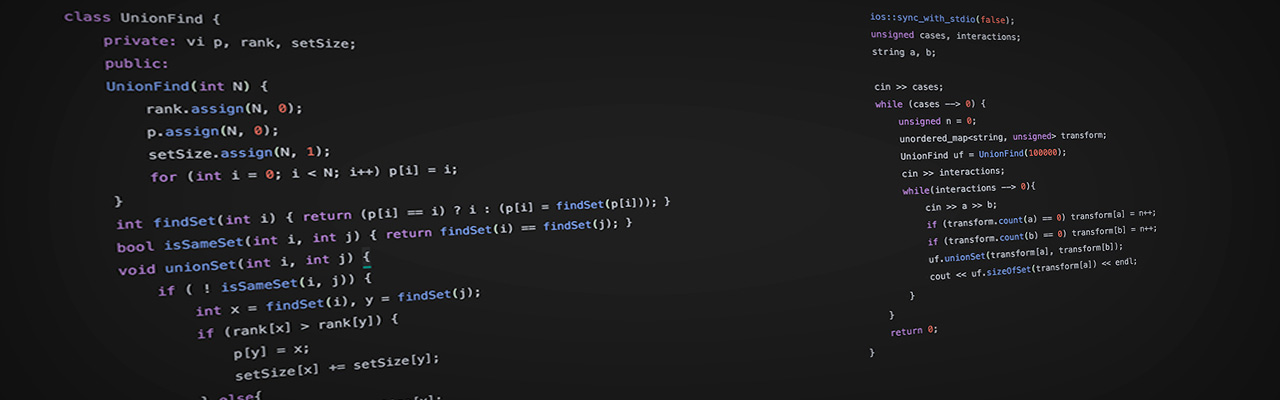 class UnionFind {
private: vi p, rank, setSize;
public:
UnionFind(int N) {
rank.assign(N, 0);
p.assign(N, 0);
setSize.assign(N, 1);
for (int i = 0; i < N; i++) p[i] = i;
}
int findSet(int i) { return (p[i] == i) ? i : (p[i] = findSet(p[i])); }
bool isSameSet(int i, int j) { return findSet(i) == findSet(j); }
void unionSet(int i, int j) {
if ( ! isSameSet(i, j)) {
int x = findSet(i), y = findSet(j);
if (rank[x] > rank[y]) {
p[y] = x;
setSize[x] += setSize[y];
} else{
ios::sync_with_stdio(false);
unsigned cases, interactions;
string a, b;
cin >> cases;
while (cases --> 0) {
unsigned n = 0;
unordered_map<string, unsigned> transform;
UnionFind uf = UnionFind(100000);
cin >> interactions;
while(interactions --> 0){
cin >> a >> b;
if (transform.count(a) == 0) transform[a] = n++;
if (transform.count(b) == 0) transform[b] = n++;
uf.unionSet(transform[a], transform[b]);
cout << uf.sizeOfSet(transform[a]) << endl;
}
}
return 0;
}